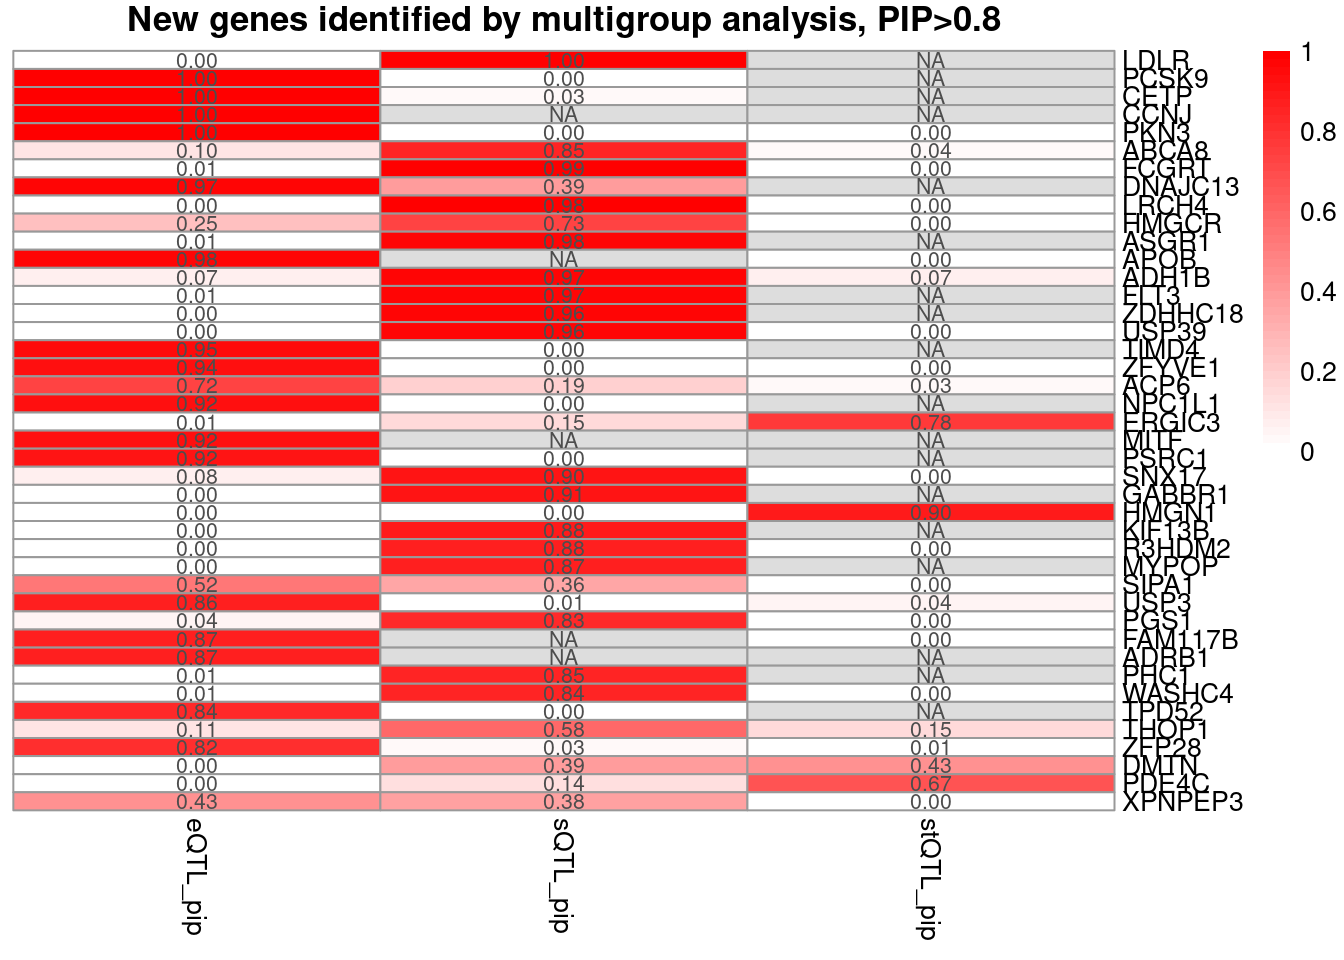 New genes identified by multigroup analysis, PIP>0.8
0.00 1.00 NA LDLR
1.00 0.00 NA PCSK9
1.00 0.03 NA CETP
1.00 NA NA CCNJ
1.00 0.00 0.00 PKN3
0.10 0.85 0.04 ABCA8
0.01 0.99 0.00 FCGRT
0.97 0.39 NA DNAJC13
0.00 0.98 0.00 LRCH4
0.25 0.73 0.00 HMGCR
0.01 0.98 NA ASGR1
0.98 NA 0.00 APOB
0.07 0.97 0.07 ADH1B
0.01 0.97 NA FLT3
0.00 0.96 NA ZDHHC18
0.00 0.96 0.00 USP39
0.95 0.00 NA TIMD4
0.94 0.00 0.00 ZFYVE1
0.72 0.19 0.03 ACP6
0.92 0.00 NA NPC1L1
0.01 0.15 0.78 ERGIC3
0.92 NA NA MITF
0.92 0.00 NA PSRC1
0.08 0.90 0.00 SNX17
0.00 0.91 NA GABBR1
0.00 0.00 0.90 HMGN1
0.00 0.88 NA KIF13B
0.00 0.88 0.00 R3HDM2
0.00 0.87 NA MYPOP
0.52 0.36 0.00 SIPA1
0.86 0.01 0.04 USP3
0.04 0.83 0.00 PGS1
0.87 NA 0.00 FAM117B
0.87 NA NA ADRB1
0.01 0.85 NA PHC1
0.01 0.84 0.00 WASHC4
0.84 0.00 NA TPD52
0.11 0.58 0.15 THOP1
0.82 0.03 0.01 ZFP28
0.00 0.39 0.43 DMTN
0.00 0.14 0.67 PDE4C
0.43 0.38 0.00 XPNPEP3
eQTL_pip
sQTL_pip
stQTL_pip
1
0.8
0.6
0.4
0.2
0